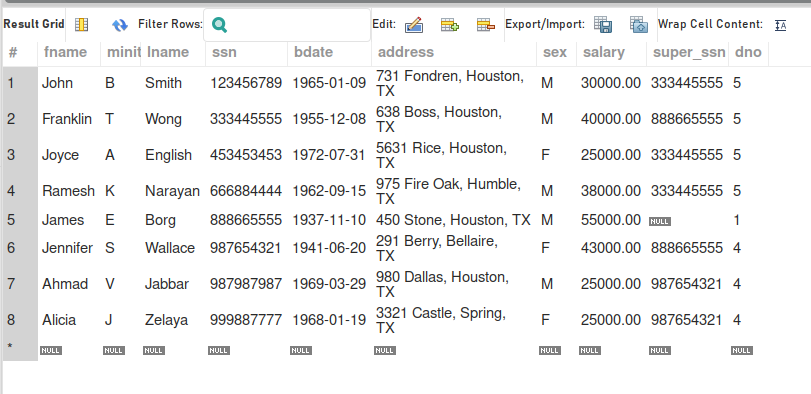 Result Grid Filter Rows: Edit: Export/Import: Wrap Cell Content: IA
# fname minit lname ssn bdate address sex salary super_ssn dno
1 John B Smith 123456789 1965-01-09 731 Fondren, Houston, TX M 30000.00 333445555 5
2 Franklin T Wong 333445555 1955-12-08 638 Boss, Houston, TX M 40000.00 888665555 5
3 Joyce A English 453453453 1972-07-31 5631 Rice, Houston, TX F 25000.00 333445555 5
4 Ramesh K Narayan 666884444 1962-09-15 975 Fire Oak, Humble, TX M 38000.00 333445555 5
5 James E Borg 888665555 1937-11-10 450 Stone, Houston, TX M 55000.00 NULL 1
6 Jennifer S Wallace 987654321 1941-06-20 291 Berry, Bellaire, TX F 43000.00 888665555 4
7 Ahmad V Jabbar 987987987 1969-03-29 980 Dallas, Houston, TX M 25000.00 987654321 4
8 Alicia J Zelaya 999887777 1968-01-19 3321 Castle, Spring, TX F 25000.00 987654321 4
* NULL NULL NULL NULL NULL NULL NULL NULL NULL NULL